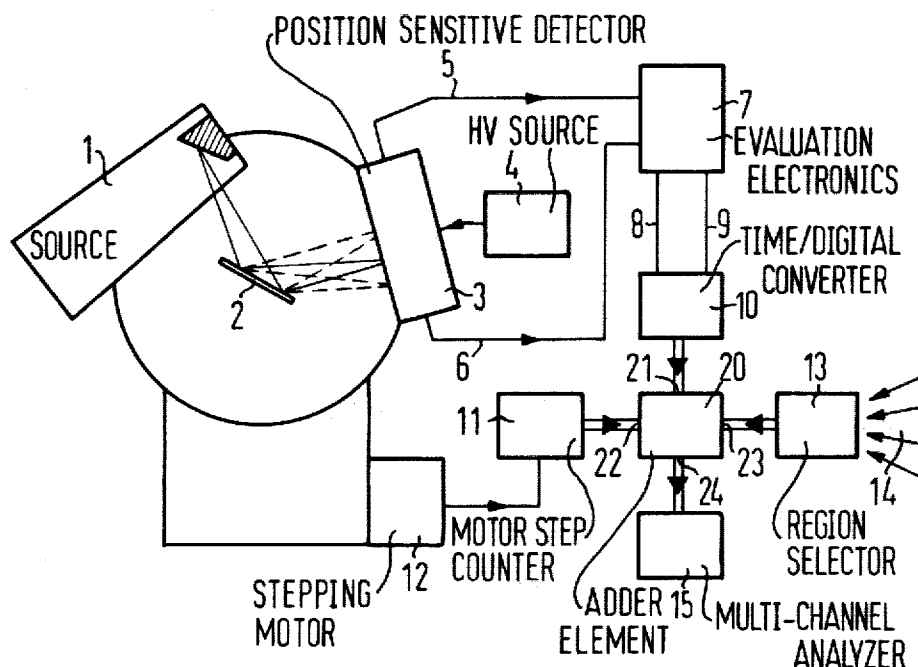 POSITION SENSITIVE DETECTOR
5
7
HV SOURCE
1
4
EVALUATION
ELECTRONICS
SOURCE
8
9
TIME/DIGITAL
CONVERTER
2
3
10
6
21
20
13
11
22
23
14
24
MOTOR STEP
COUNTER
REGION
SELECTOR
12
STEPPING
MOTOR
ADDER
ELEMENT
15
MULTI-CHANNEL
ANALYZER